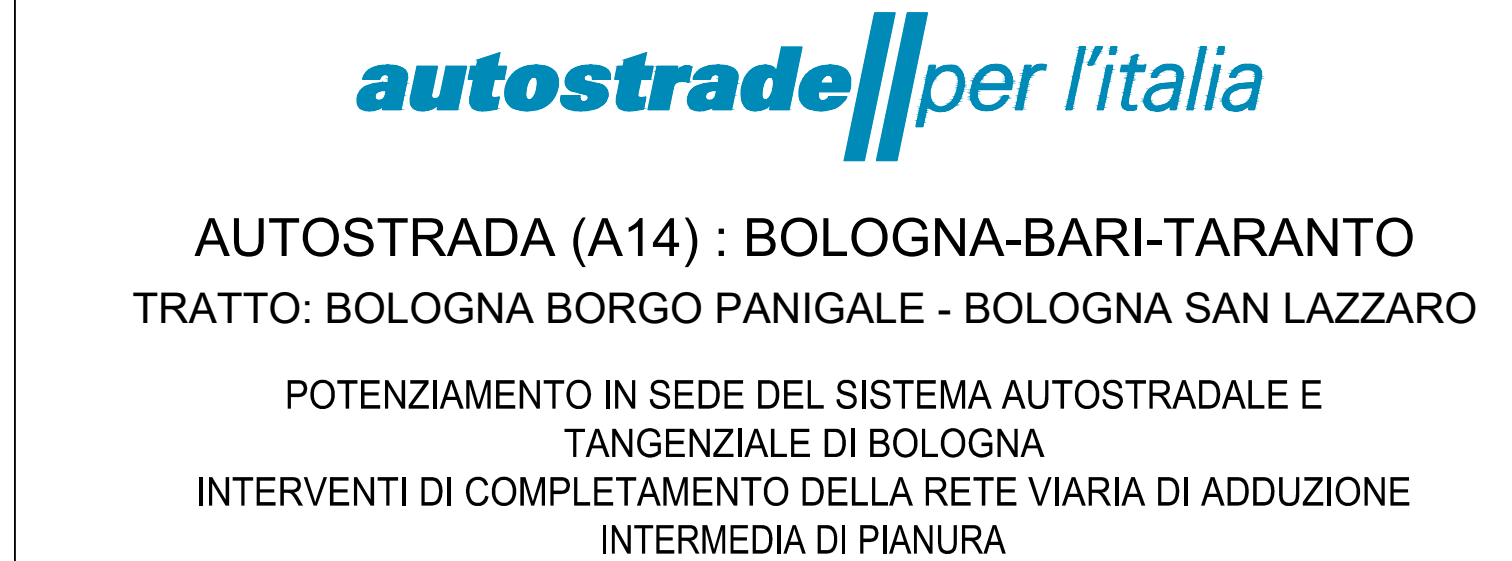 autostrade per l'italia
AUTOSTRADA (A14) : BOLOGNA-BARI-TARANTO
TRATTO: BOLOGNA BORGO PANIGALE - BOLOGNA SAN LAZZARO
POTENZIAMENTO IN SEDE DEL SISTEMA AUTOSTRADALE E
TANGENZIALE DI BOLOGNA
INTERVENTI DI COMPLETAMENTO DELLA RETE VIARIA DI ADDUZIONE
INTERMEDIA DI PIANURA